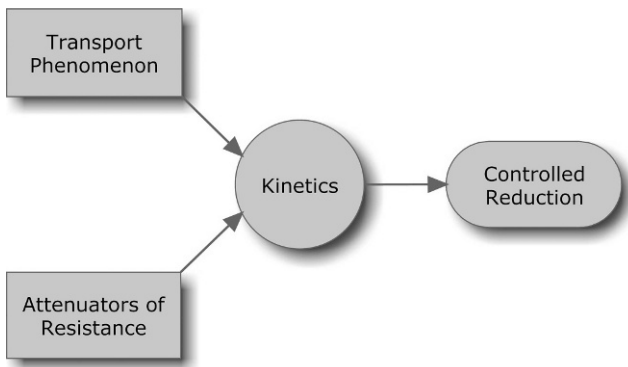 Transport
Phenomenon
Kinetics
Controlled
Reduction
Attenuators of
Resistance